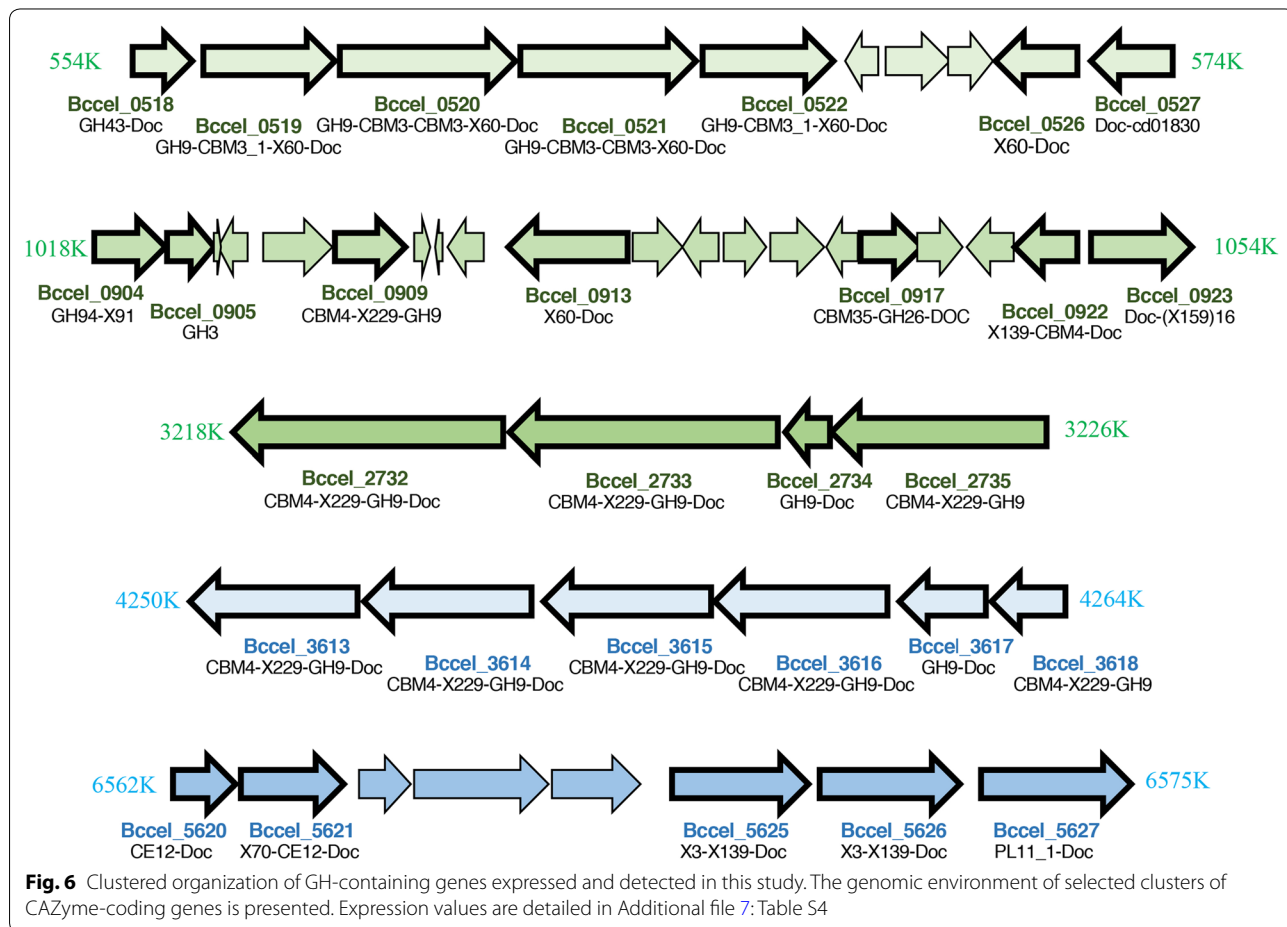 554K
574K
Bccel_0518
GH43-Doc
Bccel_0519
GH9-CBM3_1-X60-Doc
Bccel_0520
GH9-CBM3-CBM3-X60-Doc
Bccel_0521
GH9-CBM3-CBM3-X60-Doc
Bccel_0522
GH9-CBM3_1-X60-Doc
Bccel_0526
X60-Doc
Bccel_0527
Doc-cd01830
1018K
1054K
Bccel_0904
GH94-X91
Bccel_0905
GH3
Bccel_0909
CBM4-X229-GH9
Bccel_0913
X60-Doc
Bccel_0917
CBM35-GH26-DOC
Bccel_0922
X139-CBM4-Doc
Bccel_0923
Doc-(X159)16
3218K
3226K
Bccel_2732
CBM4-X229-GH9-Doc
Bccel_2733
CBM4-X229-GH9-Doc
Bccel_2734
GH9-Doc
Bccel_2735
CBM4-X229-GH9
4250K
4264K
Bccel_3613
CBM4-X229-GH9-Doc
Bccel_3614
CBM4-X229-GH9-Doc
Bccel_3615
CBM4-X229-GH9-Doc
Bccel_3616
CBM4-X229-GH9-Doc
Bccel_3617
GH9-Doc
Bccel_3618
CBM4-X229-GH9
6562K
6575K
Bccel_5620
CE12-Doc
Bccel_5621
X70-CE12-Doc
Bccel_5625
X3-X139-Doc
Bccel_5626
X3-X139-Doc
Bccel_5627
PL11_1-Doc
Fig. 6 Clustered organization of GH-containing genes expressed and detected in this study. The genomic environment of selected clusters of
CAZyme-coding genes is presented. Expression values are detailed in Additional file 7: Table S4